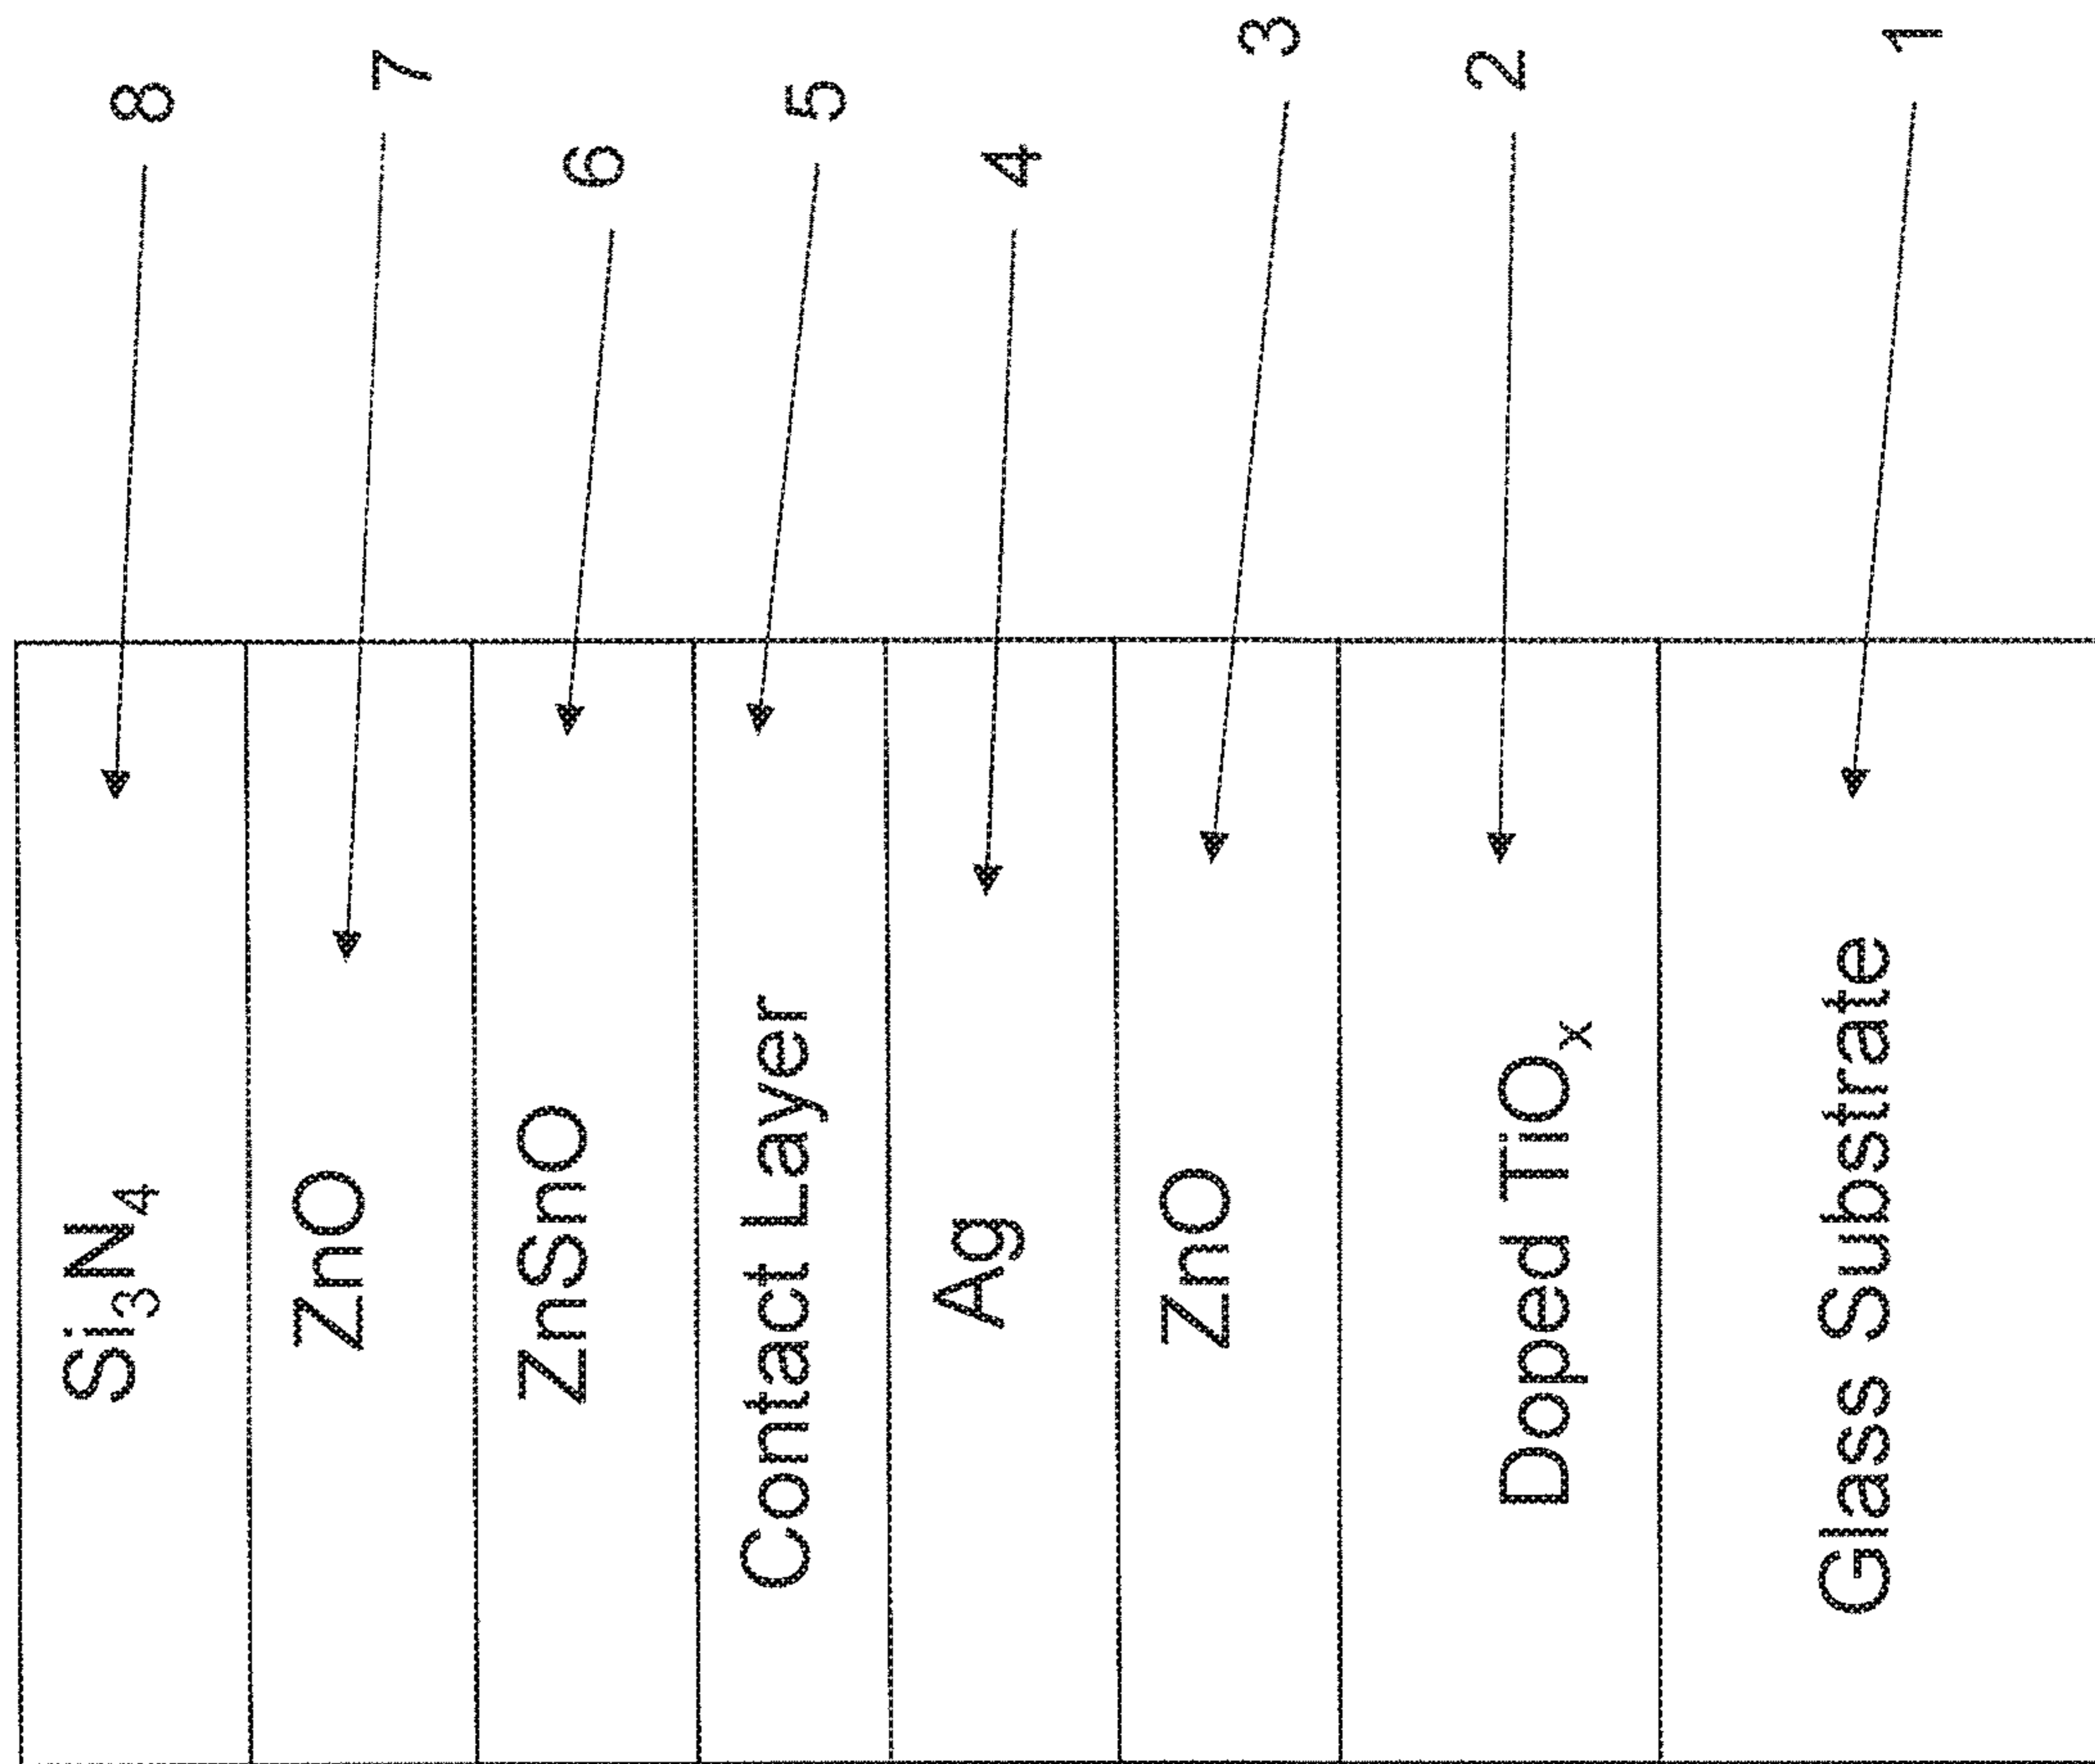 Si₃N₄ 8
ZnO 7
ZnSnO 6
Contact Layer 5
Ag 4
ZnO 3
Doped TiOₓ 2
Glass Substrate 1